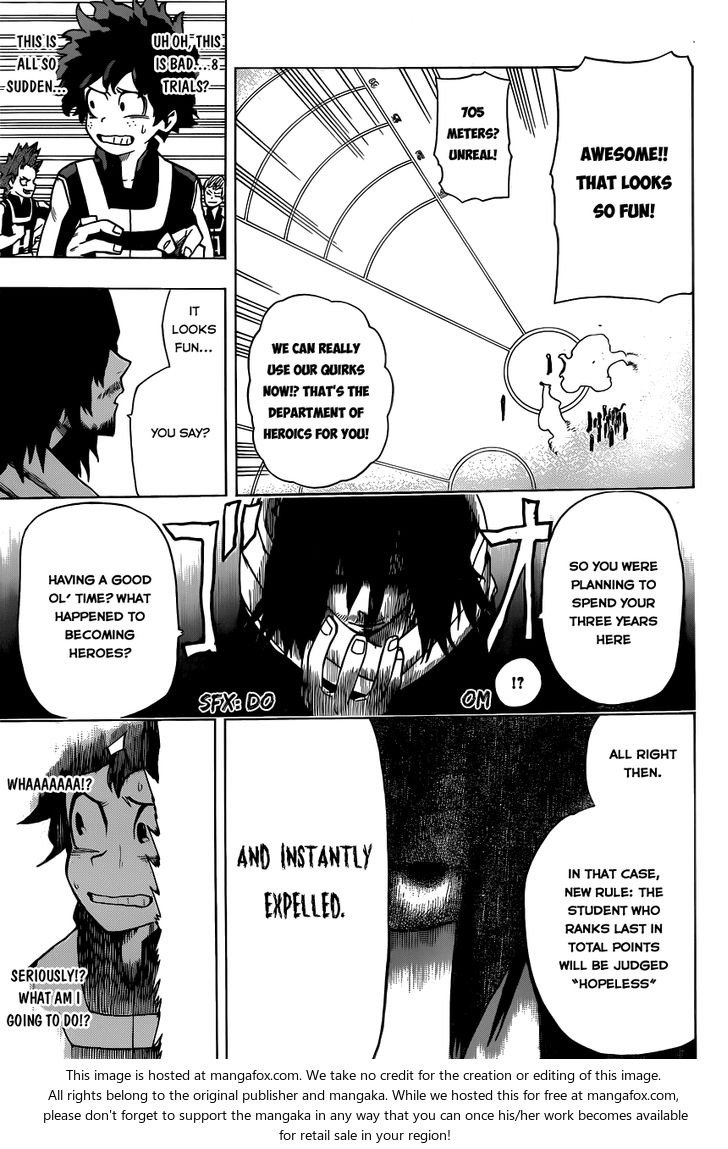 AWESOME!!
THAT LOOKS
SO FUN!
705
METERS?
UNREAL!
WE CAN REALLY
USE OUR QUIRKS
NOW!? THAT'S THE
DEPARTMENT OF
HEROICS FOR YOU!
UH OH, THIS
IS BAD... 8
TRIALS?
THIS IS
ALL SO
SUDDEN...
IT
LOOKS
FUN...
YOU SAY?
SO YOU WERE
PLANNING TO
SPEND YOUR
THREE YEARS
HERE
!?
HAVING A GOOD
OL' TIME? WHAT
HAPPENED TO
BECOMING
HEROES?
ゴオ
SFX: DO
OM
ALL RIGHT
THEN.
IN THAT CASE,
NEW RULE: THE
STUDENT WHO
RANKS LAST IN
TOTAL POINTS
WILL BE JUDGED
"HOPELESS"
AND INSTANTLY
EXPELLED.
WHAAAAAAA!?
SERIOUSLY!?
WHAT AM I
GOING TO DO!?
This image is hosted at mangafox.com. We take no credit for the creation or editing of this image.
All rights belong to the original publisher and mangaka. While we hosted this for free at mangafox.com,
please don't forget to support the mangaka in any way that you can once his/her work becomes available
for retail sale in your region!